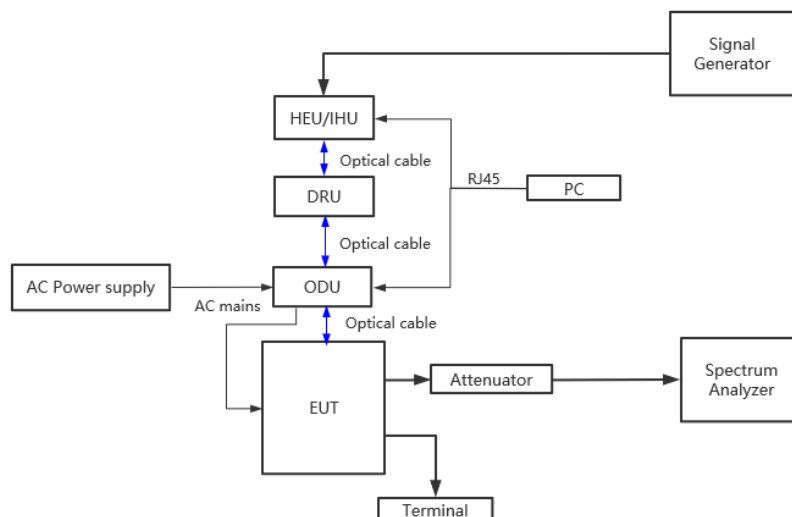 Signal
Generator
HEU/IHU
Optical cable
RJ45
PC
DRU
Optical cable
AC Power supply
AC mains
ODU
Optical cable
EUT
Attenuator
Spectrum
Analyzer
Terminal